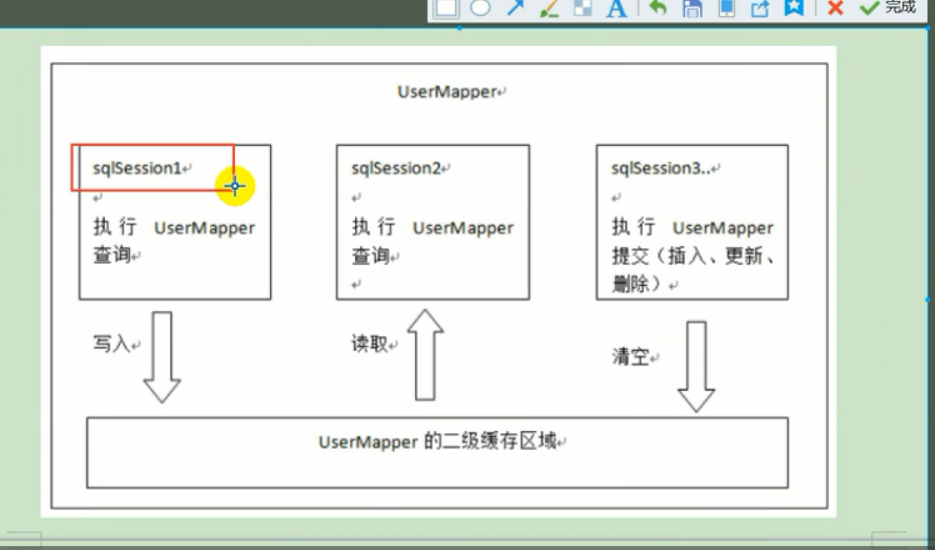 完成
UserMapper
sqlSession1
执行 UserMapper
查询
sqlSession2
执行 UserMapper
查询
sqlSession3..
执行 UserMapper
提交（插入、更新、
删除）
写入
读取
清空
UserMapper 的二级缓存区域